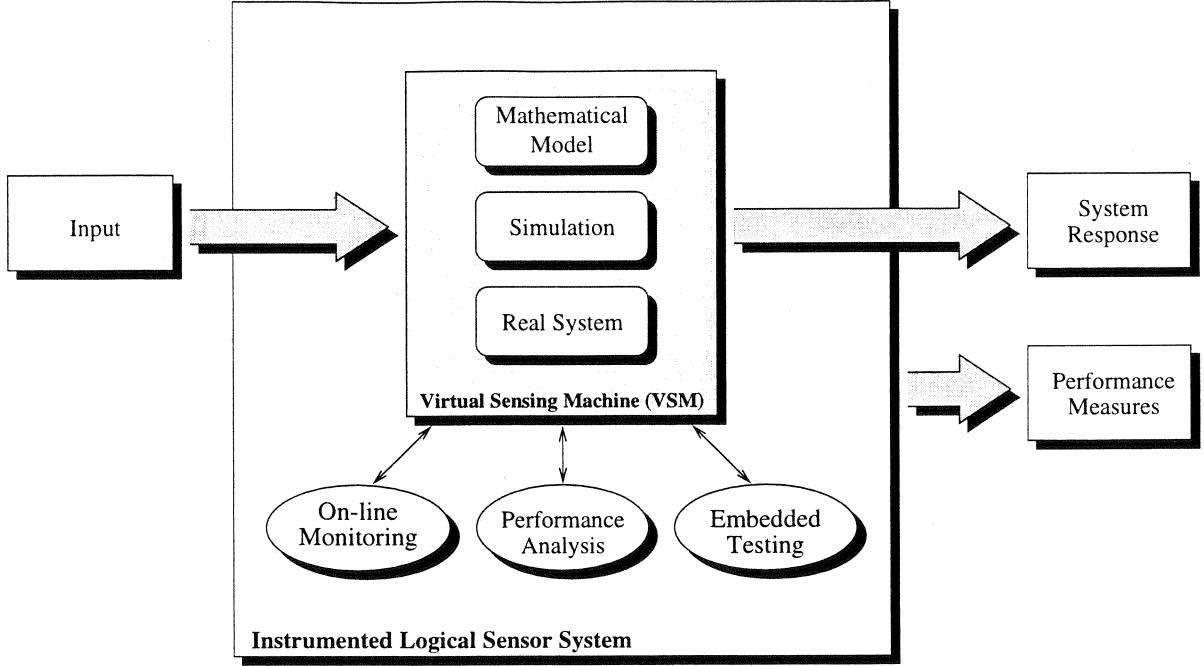 Input
Mathematical
Model
Simulation
Real System
Virtual Sensing Machine (VSM)
System
Response
Performance
Measures
On-line
Monitoring
Performance
Analysis
Embedded
Testing
Instrumented Logical Sensor System